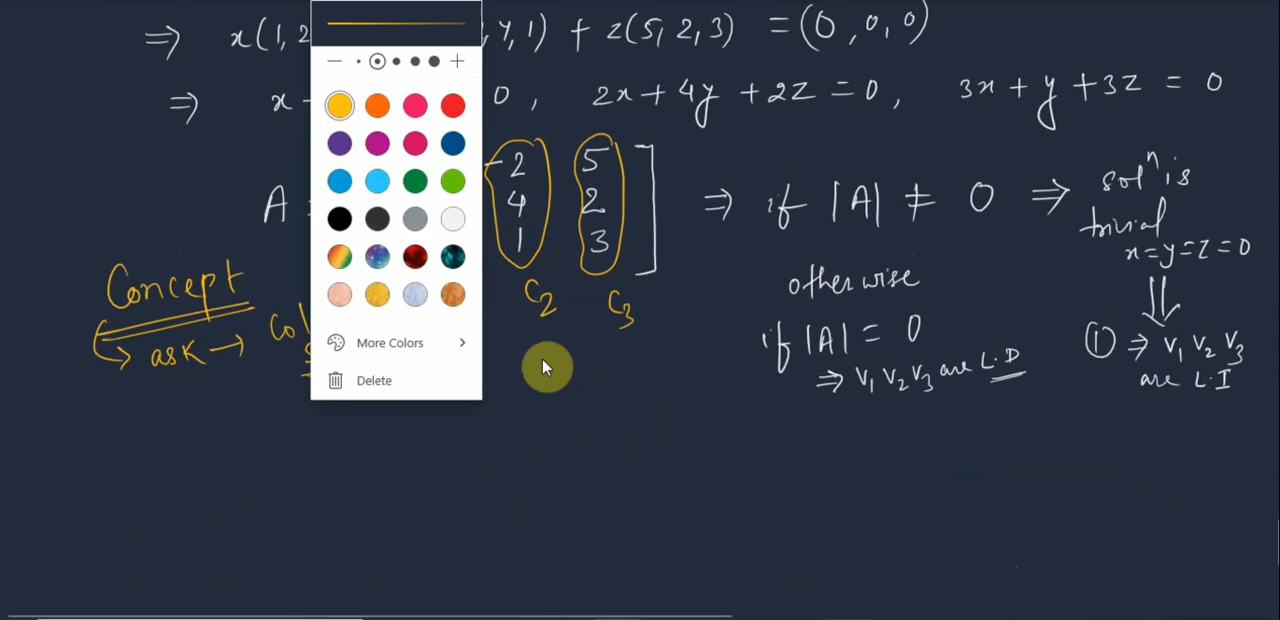 ⇒ x(1, 2 , 4, 1) + z(5, 2, 3) = (0, 0, 0)
⇒ x - 0 , 2x + 4y + 2z = 0 , 3x + y + 3z = 0
A = -2 5
4 2
1 3 ] ⇒ if |A| ≠ 0 ⇒ solⁿ is
trivial
x=y=z=0
Concept
↳ ask → Col
C2 C3
otherwise
if |A| = 0
⇒ V1 V2 V3 are L.D
① ⇒ V1 V2 V3
are L.I
More Colors
Delete